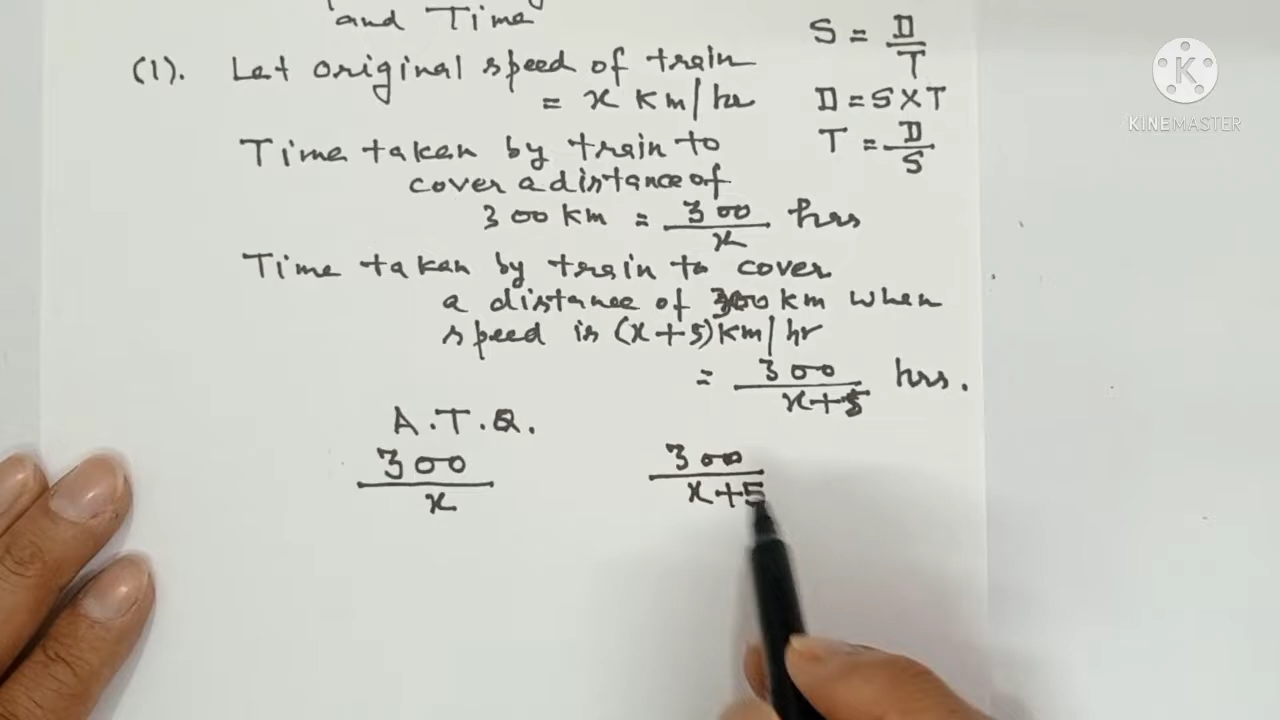 and Time
S = D/T
(1). Let original speed of train
= x km/hr
D = S X T
T = D/S
Time taken by train to
cover a distance of
300 km = 300/x hrs
Time taken by train to cover
a distance of 300 km when
speed is (x+5)km/hr
= 300/x+5 hrs.
A.T.Q.
300/x 300/x+5
K
KINEMASTER